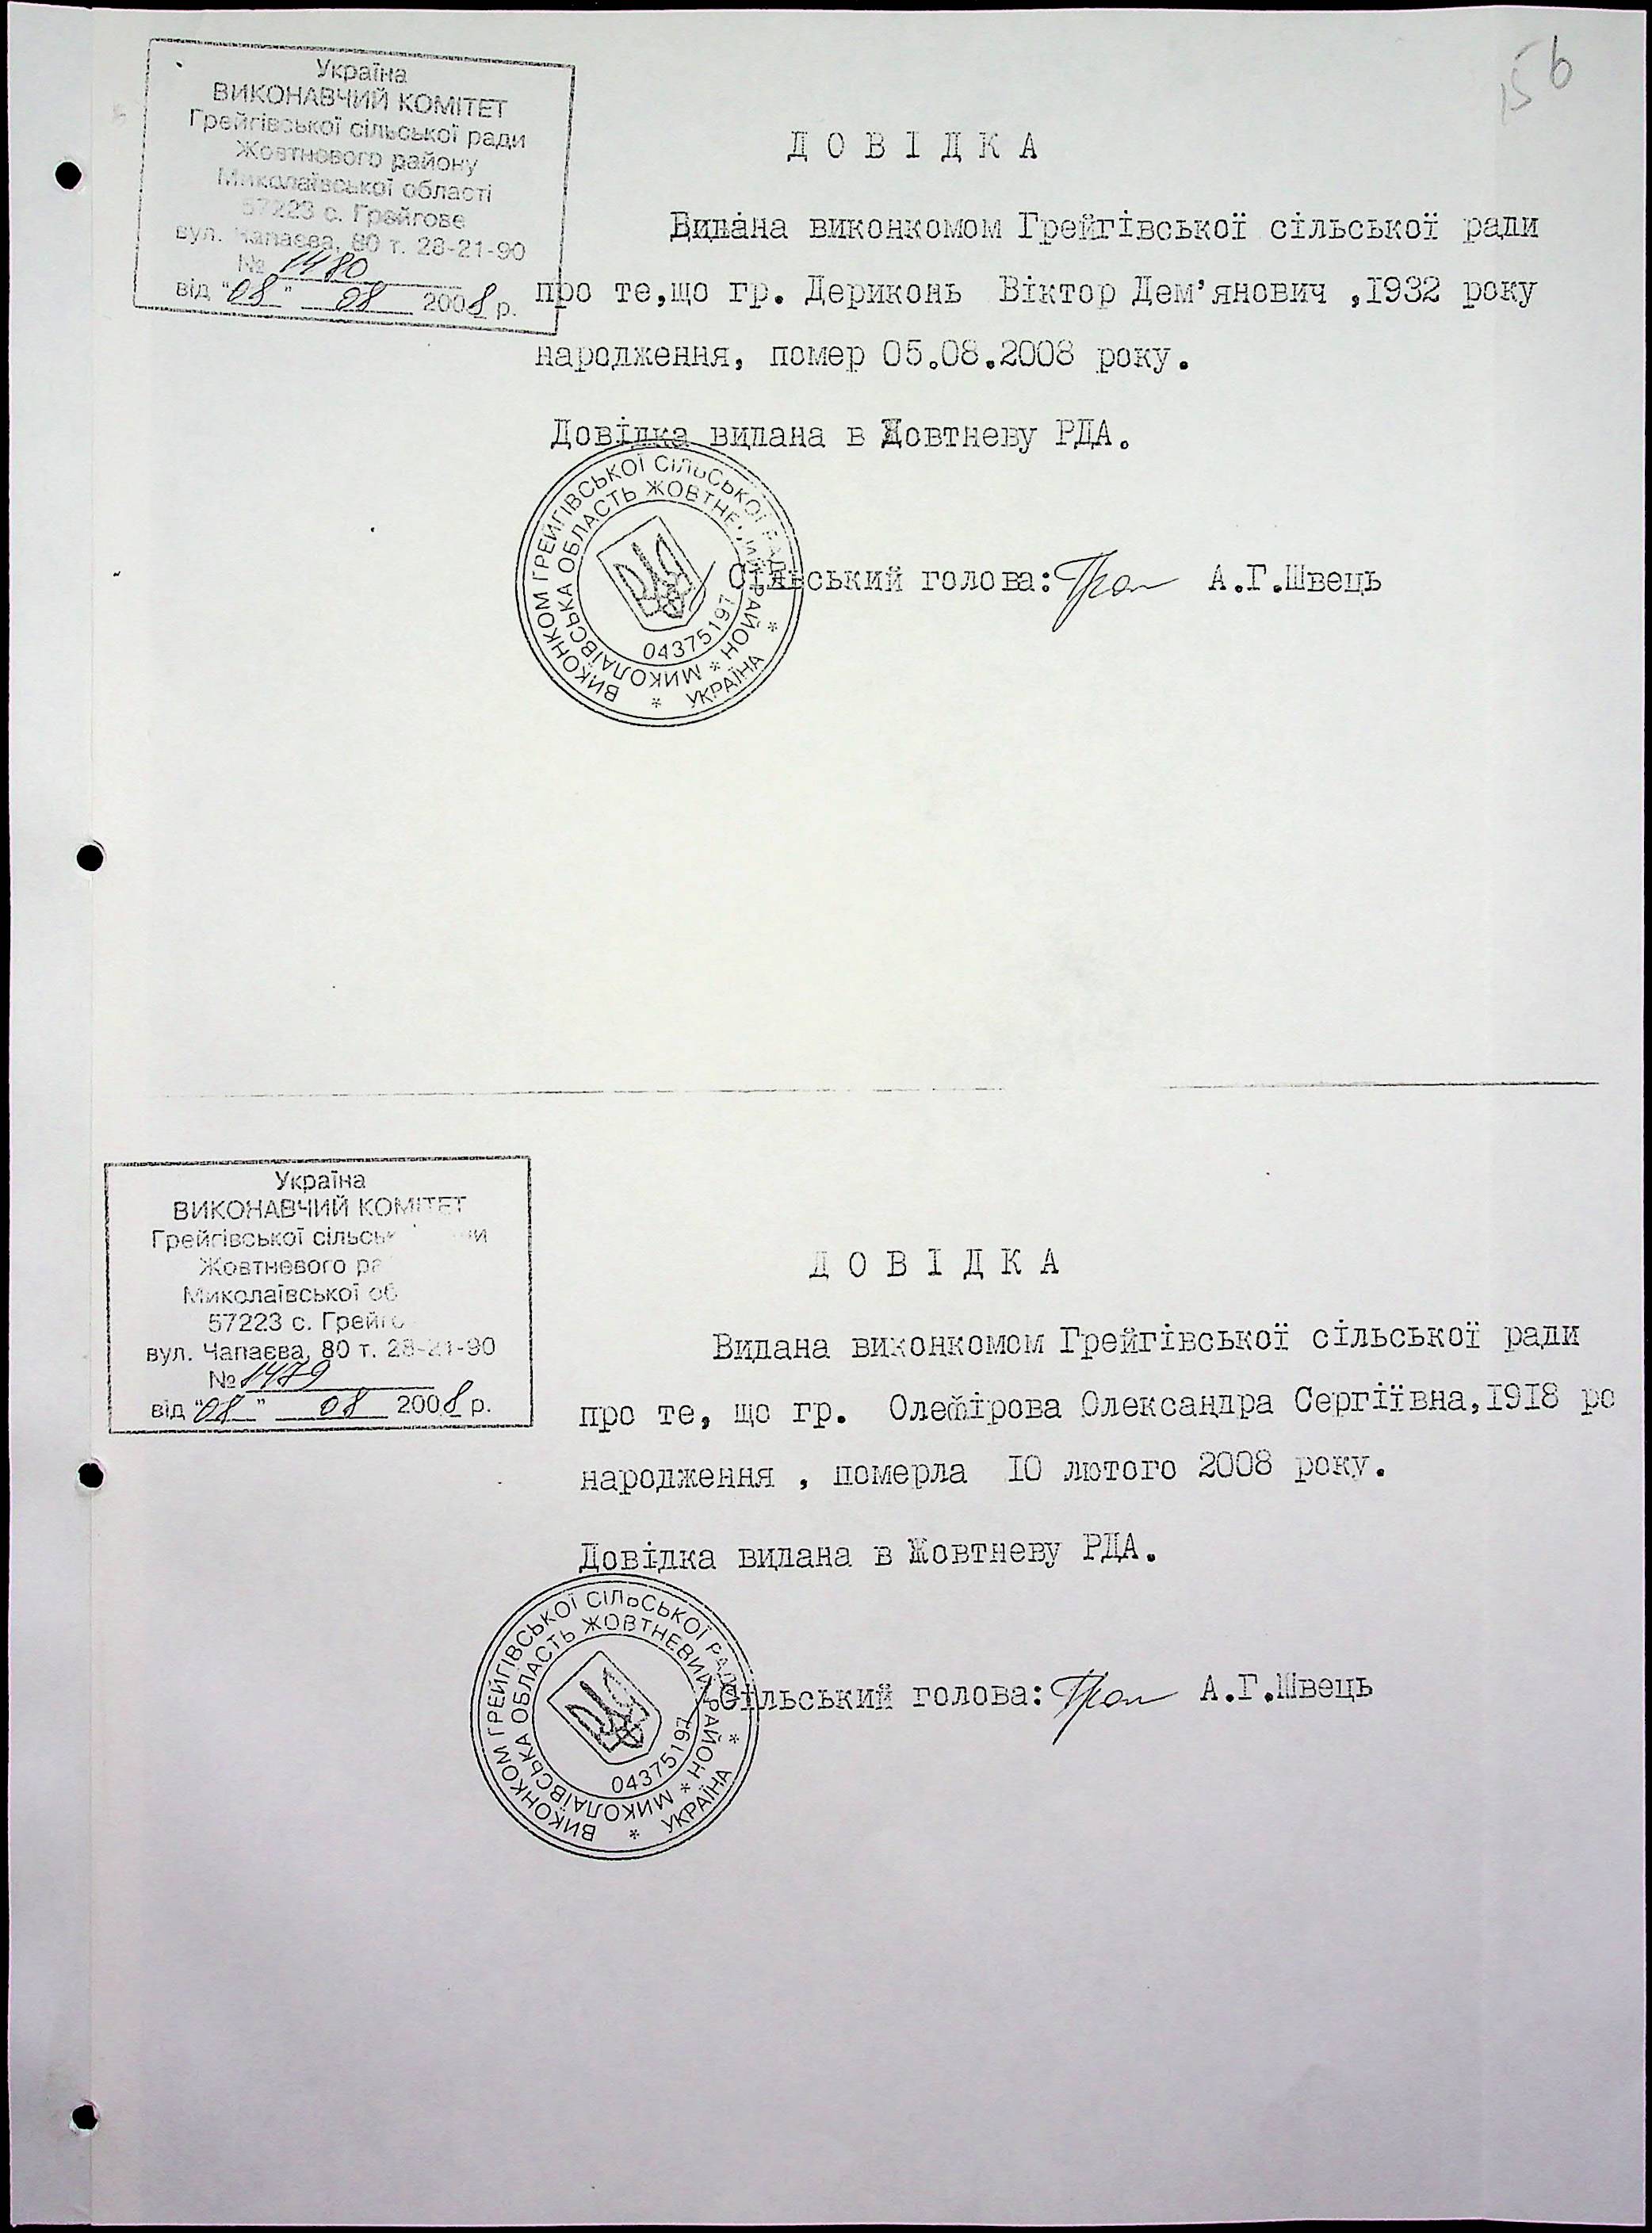 156
Україна
ВИКОНАВЧИЙ КОМІТЕТ
Грейгівської сільської ради
Жовтневого району
Миколаївської області
57223 с. Грейгове
вул. Чапаєва, 80 т. 28-21-90
№ 1480
від "08" 08 2008 р.
ДОВІДКА
Видана виконкомом Грейгівської сільської ради
про те,що гр. Дериконь Віктор Дем'янович ,1932 року
народження, помер 05.08.2008 року.
Довідка видана в Жовтневу РДА.
ВИКОНКОМ ГРЕЙГІВСЬКОЇ СІЛЬСЬКОЇ РАДИ * УКРАЇНА *
МИКОЛАЇВСЬКА ОБЛАСТЬ ЖОВТНЕВИЙ РАЙОН *
04375197
Сільський голова: А.Г.Швець
Україна
ВИКОНАВЧИЙ КОМІТЕТ
Грейгівської сільськ
Жовтневого ра
Миколаївської об
57223 с. Грейго
вул. Чапаєва, 80 т. 28-21-90
№ 1479
від "08" 08 2008 р.
ДОВІДКА
Видана виконкомом Грейгівської сільської ради
про те, що гр. Олефірова Олександра Сергіївна,1918 ро
народження , померла 10 лютого 2008 року.
Довідка видана в Жовтневу РДА.
ВИКОНКОМ ГРЕЙГІВСЬКОЇ СІЛЬСЬКОЇ РАДИ * УКРАЇНА *
МИКОЛАЇВСЬКА ОБЛАСТЬ ЖОВТНЕВИЙ РАЙОН *
04375197
Сільський голова: А.Г.Швець